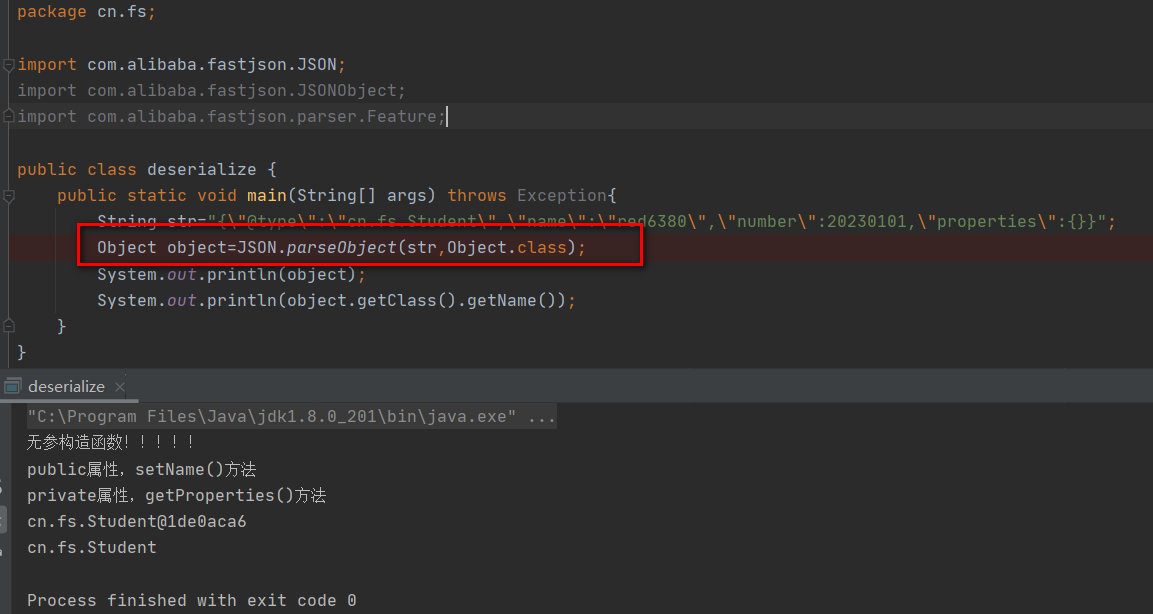 package cn.fs;
import com.alibaba.fastjson.JSON;
import com.alibaba.fastjson.JSONObject;
import com.alibaba.fastjson.parser.Feature;
public class deserialize {
public static void main(String[] args) throws Exception{
String str="{\"@type\":\"cn.fs.Student\",\"name\":\"red6380\",\"number\":20230101,\"properties\":{}}";
Object object=JSON.parseObject(str,Object.class);
System.out.println(object);
System.out.println(object.getClass().getName());
}
}
deserialize ×
"C:\Program Files\Java\jdk1.8.0_201\bin\java.exe" ...
无参构造函数！！！！！
public属性，setName()方法
private属性，getProperties()方法
cn.fs.Student@1de0aca6
cn.fs.Student
Process finished with exit code 0